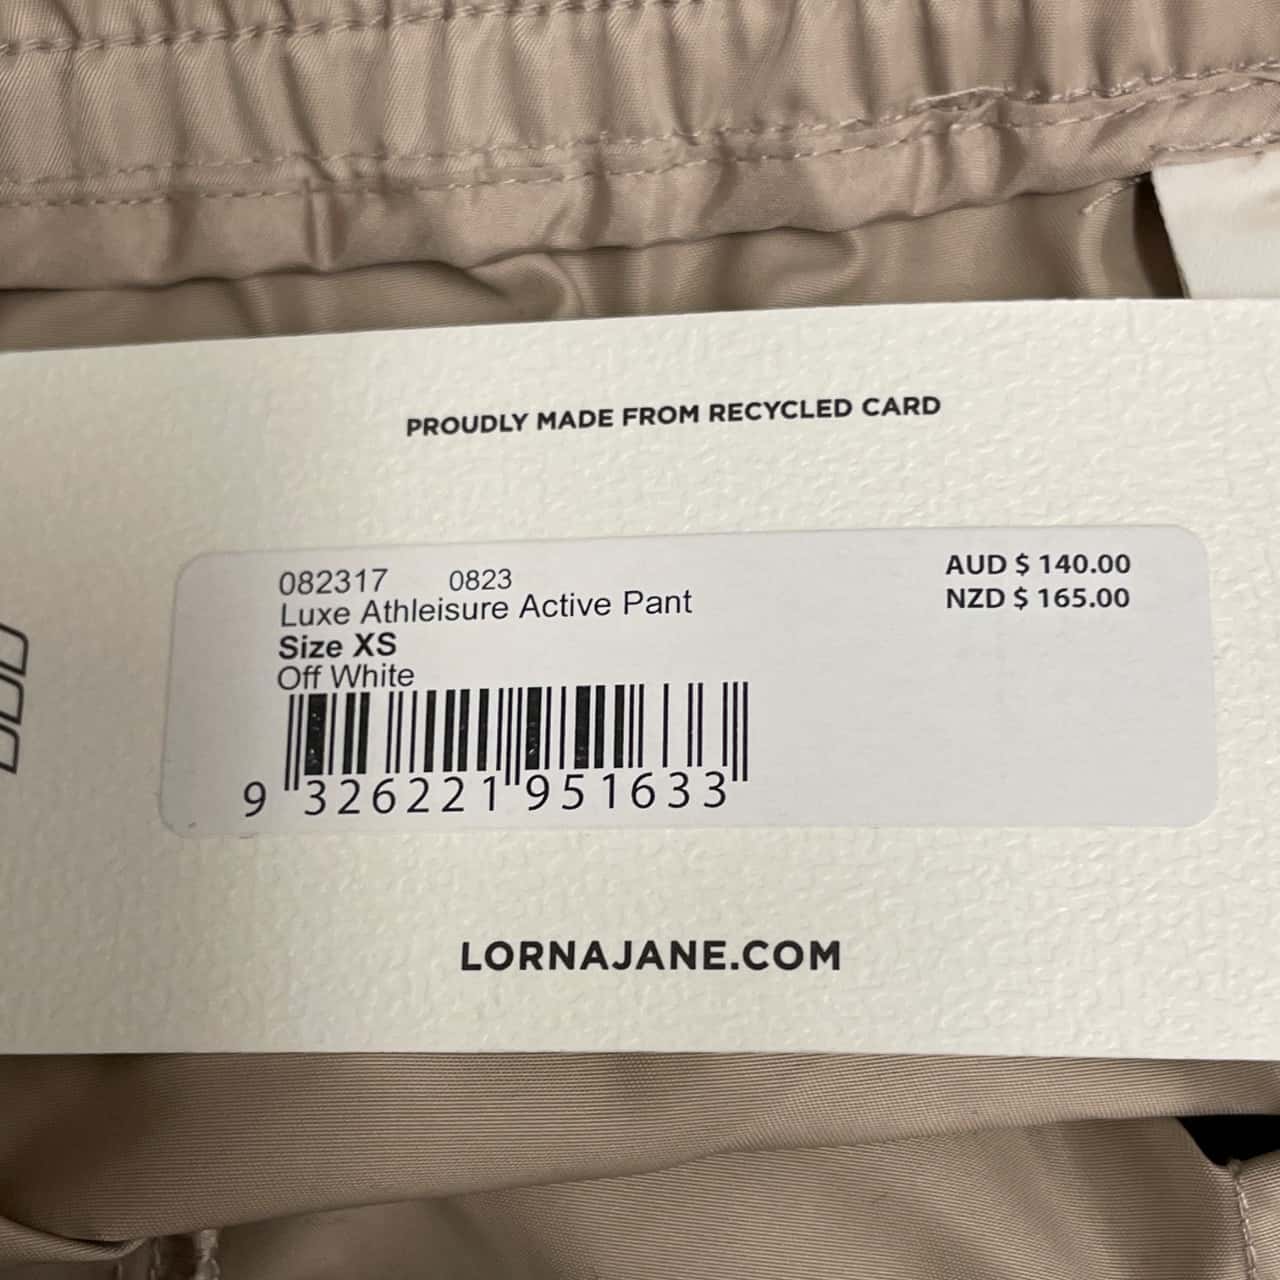 PROUDLY MADE FROM RECYCLED CARD
082317 0823
Luxe Athleisure Active Pant
Size XS
Off White
AUD $ 140.00
NZD $ 165.00
9 326221 951633
LORNAJANE.COM